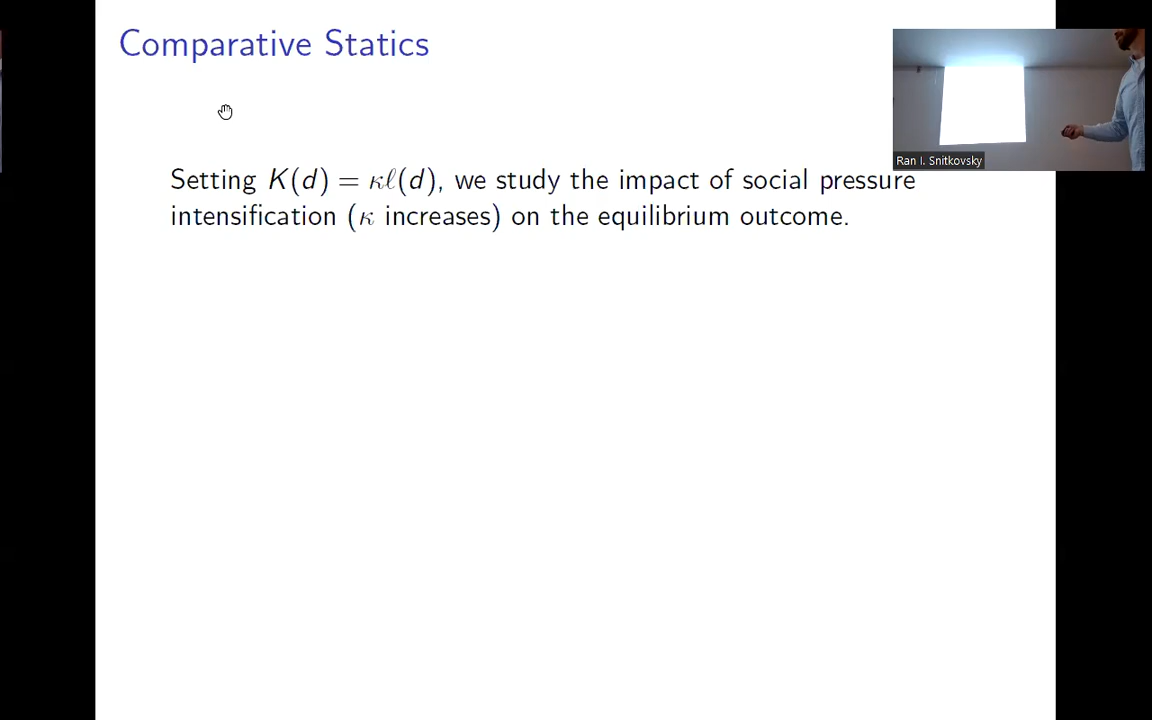 Comparative Statics
Setting K(d) = κℓ(d), we study the impact of social pressure
intensification (κ increases) on the equilibrium outcome.
Ran I. Snitkovsky